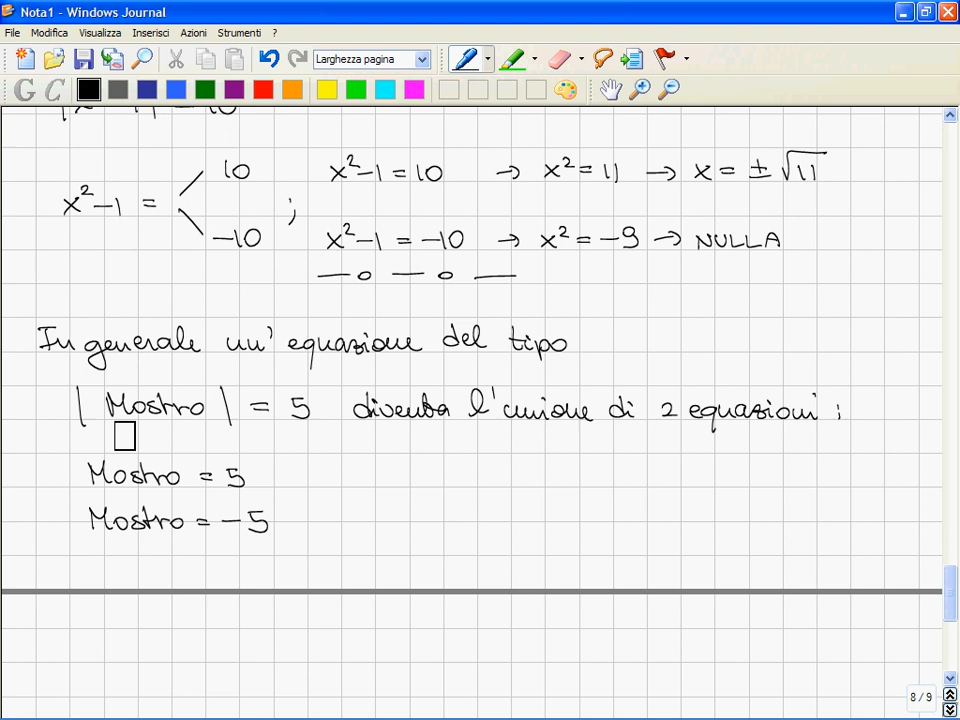 Nota1 - Windows Journal
File Modifica Visualizza Inserisci Azioni Strumenti ?
Larghezza pagina
G C
10 x²-1 = 10 → x² = 11 → x = ± √11
x²-1 = ;
-10 x²-1 = -10 → x² = -9 → NULLA
— o — o —
In generale un' equazione del tipo
| Mostro | = 5 diventa l'unione di 2 equazioni :
Mostro = 5
Mostro = -5
8 / 9